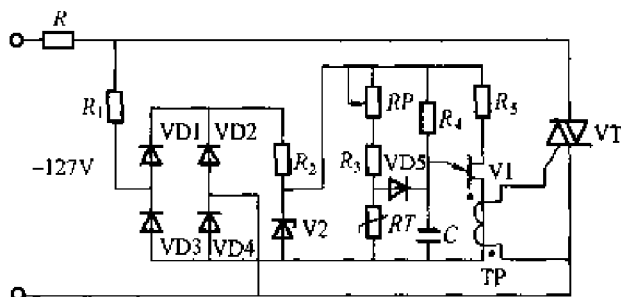 R
R₁
VD1
VD2
R₂
RP
R₄
R₅
VT
~127V
R₃
VD5
V1
V2
RT
C
VD3
VD4
TP